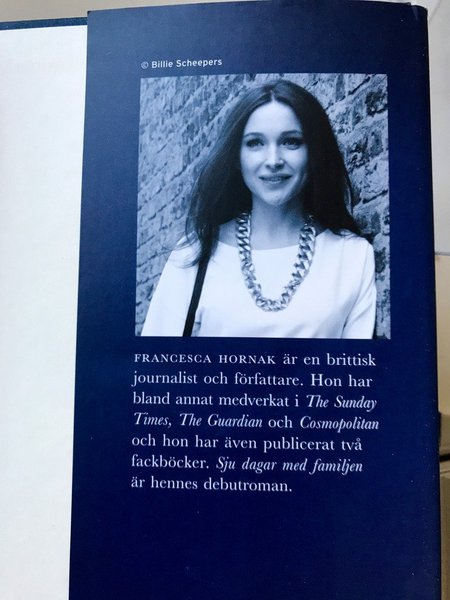 © Billie Scheepers
FRANCESCA HORNAK är en brittisk
journalist och författare. Hon har
bland annat medverkat i The Sunday
Times, The Guardian och Cosmopolitan
och hon har även publicerat två
fackböcker. Sju dagar med familjen
är hennes debutroman.